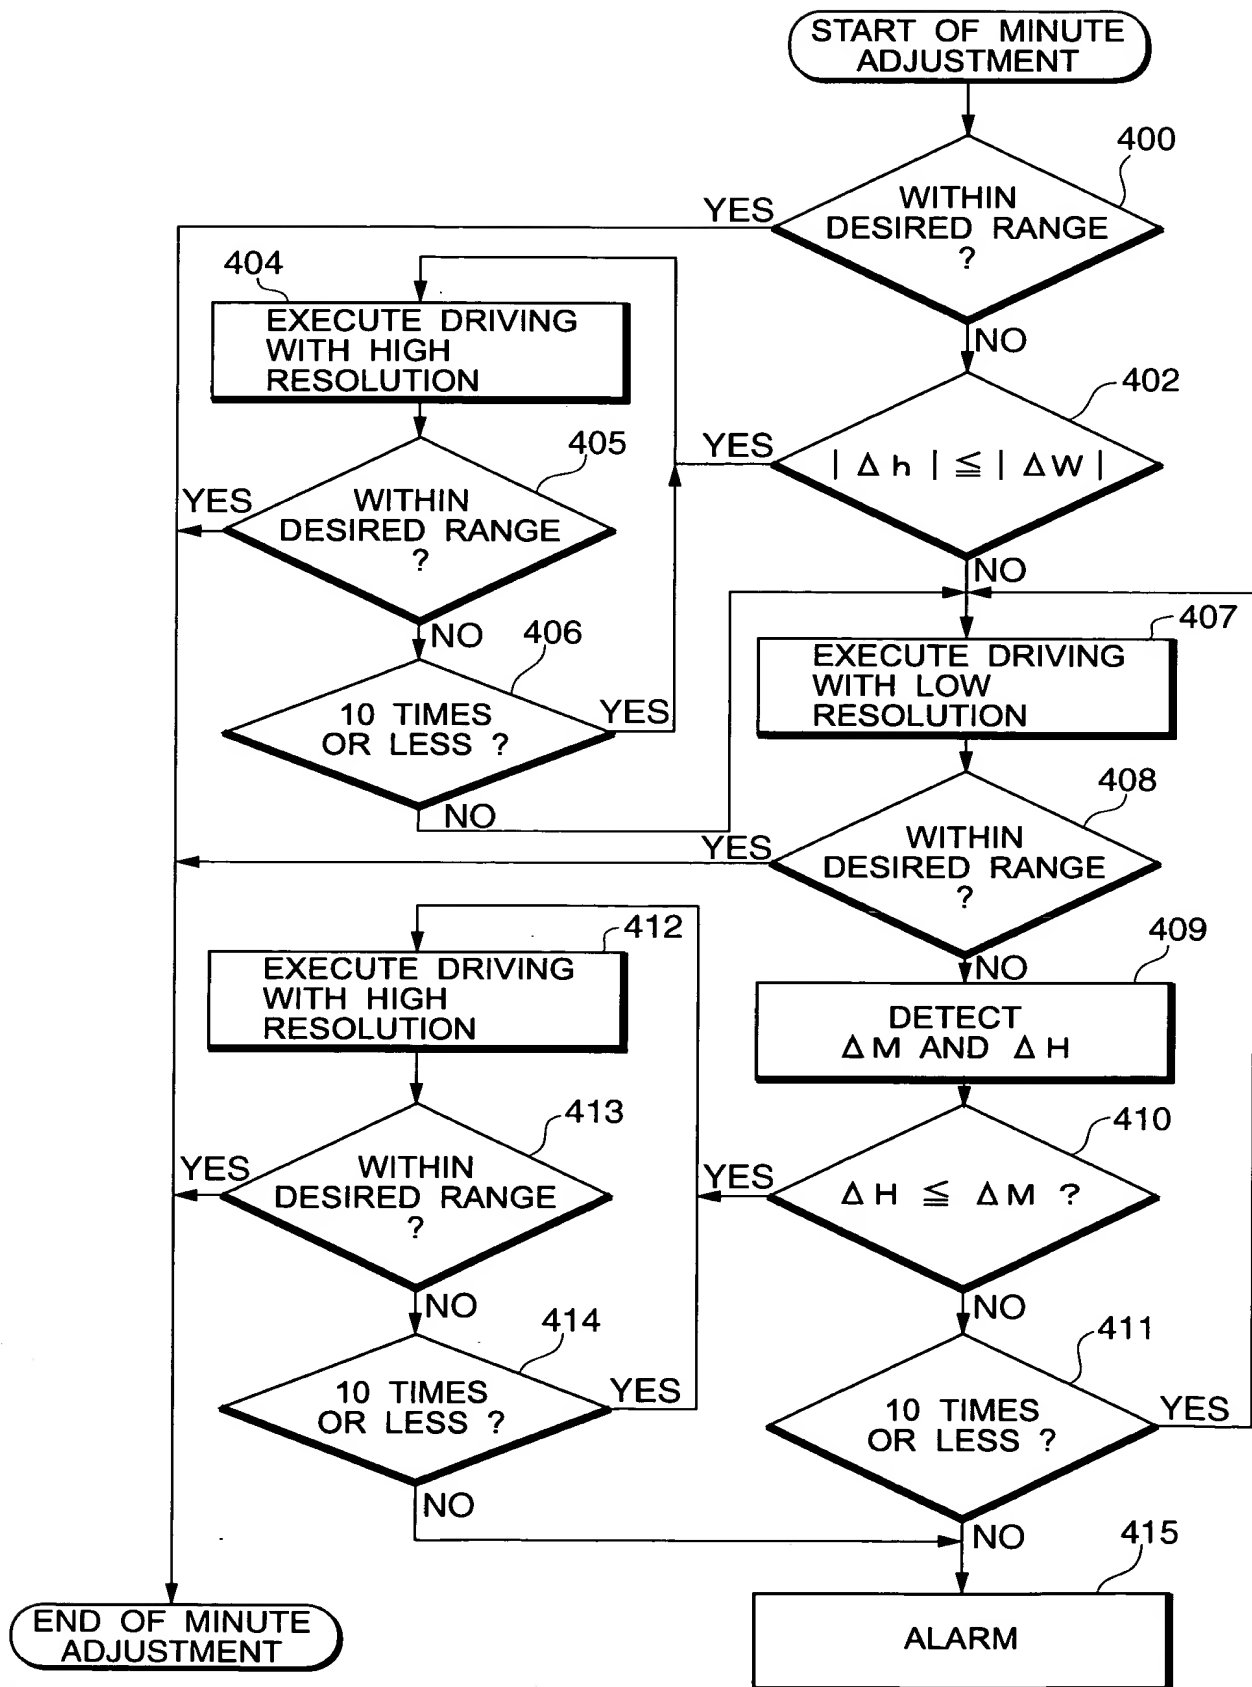 START OF MINUTE
ADJUSTMENT
400
WITHIN
DESIRED RANGE
?
YES
NO
404
EXECUTE DRIVING
WITH HIGH
RESOLUTION
402
| Δh | ≦ | ΔW |
YES
NO
405
WITHIN
DESIRED RANGE
?
YES
NO
406
10 TIMES
OR LESS ?
YES
NO
407
EXECUTE DRIVING
WITH LOW
RESOLUTION
408
WITHIN
DESIRED RANGE
?
YES
NO
409
DETECT
ΔM AND ΔH
412
EXECUTE DRIVING
WITH HIGH
RESOLUTION
410
ΔH ≦ ΔM ?
YES
NO
413
WITHIN
DESIRED RANGE
?
YES
NO
414
10 TIMES
OR LESS ?
YES
NO
411
10 TIMES
OR LESS ?
YES
NO
415
ALARM
END OF MINUTE
ADJUSTMENT